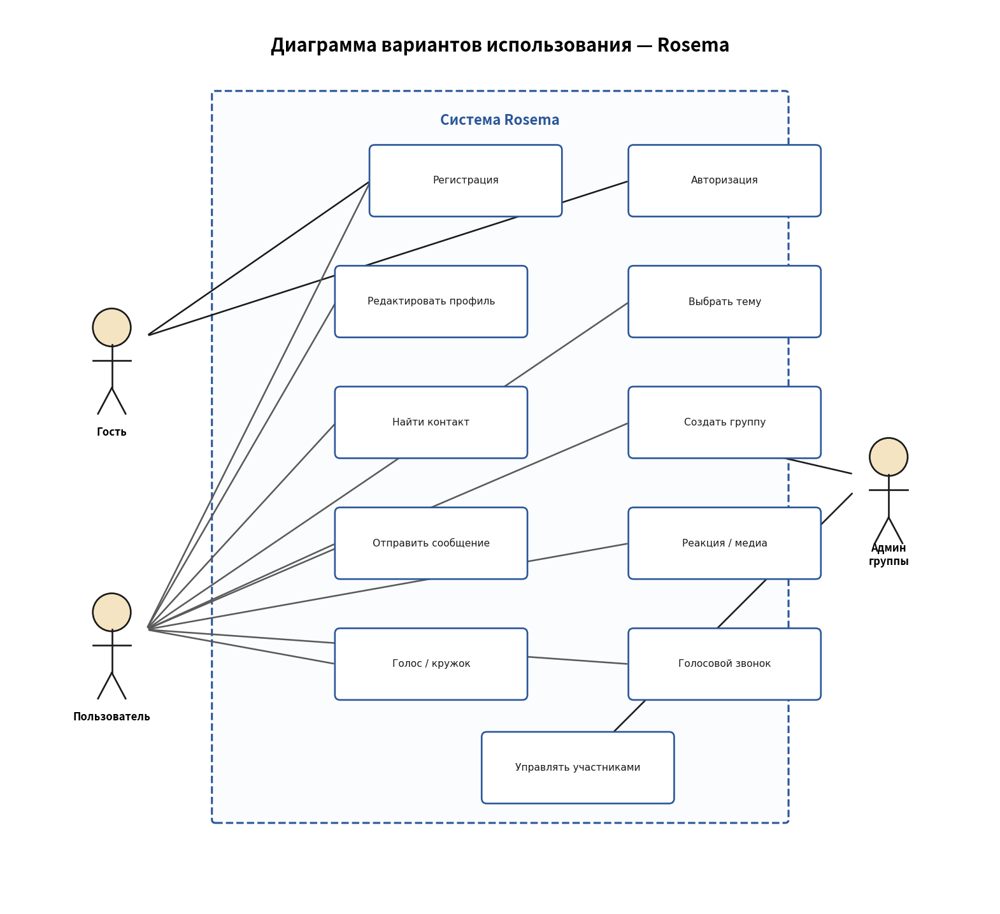 Диаграмма вариантов использования — Rosema
Система Rosema
Регистрация
Авторизация
Редактировать профиль
Выбрать тему
Гость
Найти контакт
Создать группу
Отправить сообщение
Реакция / медиа
Админ
группы
Голос / кружок
Голосовой звонок
Пользователь
Управлять участниками